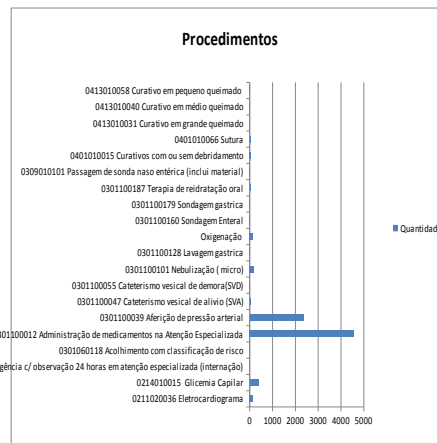 Procedimentos
0413010058 Curativo em pequeno queimado
0413010040 Curativo em médio queimado
0413010031 Curativo em grande queimado
0401010066 Sutura
0401010015 Curativos com ou sem debridamento
0309010101 Passagem de sonda naso entérica (inclui material)
0301100187 Terapia de reidratação oral
0301100179 Sondagem gastrica
0301100160 Sondagem Enteral
Oxigenação
0301100128 Lavagem gastrica
0301100101 Nebulização ( micro)
0301100055 Cateterismo vesical de demora(SVD)
0301100047 Cateterismo vesical de alivio (SVA)
0301100039 Aferição de pressão arterial
0301100012 Administração de medicamentos na Atenção Especializada
0301060118 Acolhimento com classificação de risco
gência c/ observação 24 horas em atenção especializada (internação)
0214010015 Glicemia Capilar
0211020036 Eletrocardiograma
0 1000 2000 3000 4000 5000
Quantidad